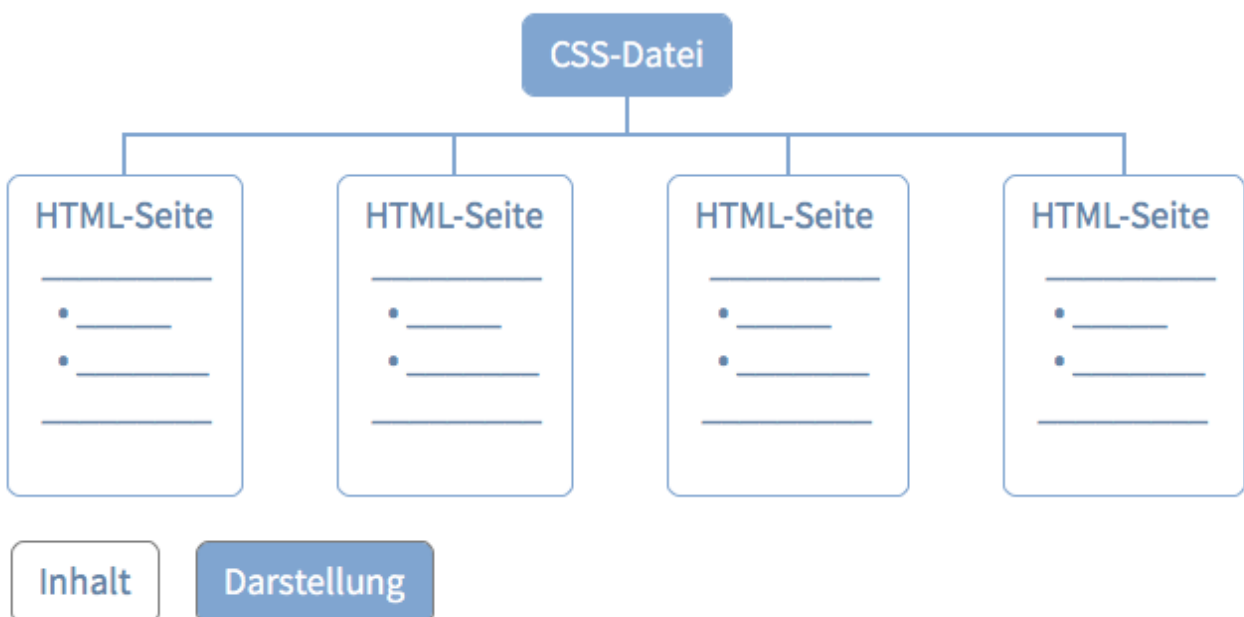 CSS-Datei
HTML-Seite
HTML-Seite
HTML-Seite
HTML-Seite
Inhalt
Darstellung